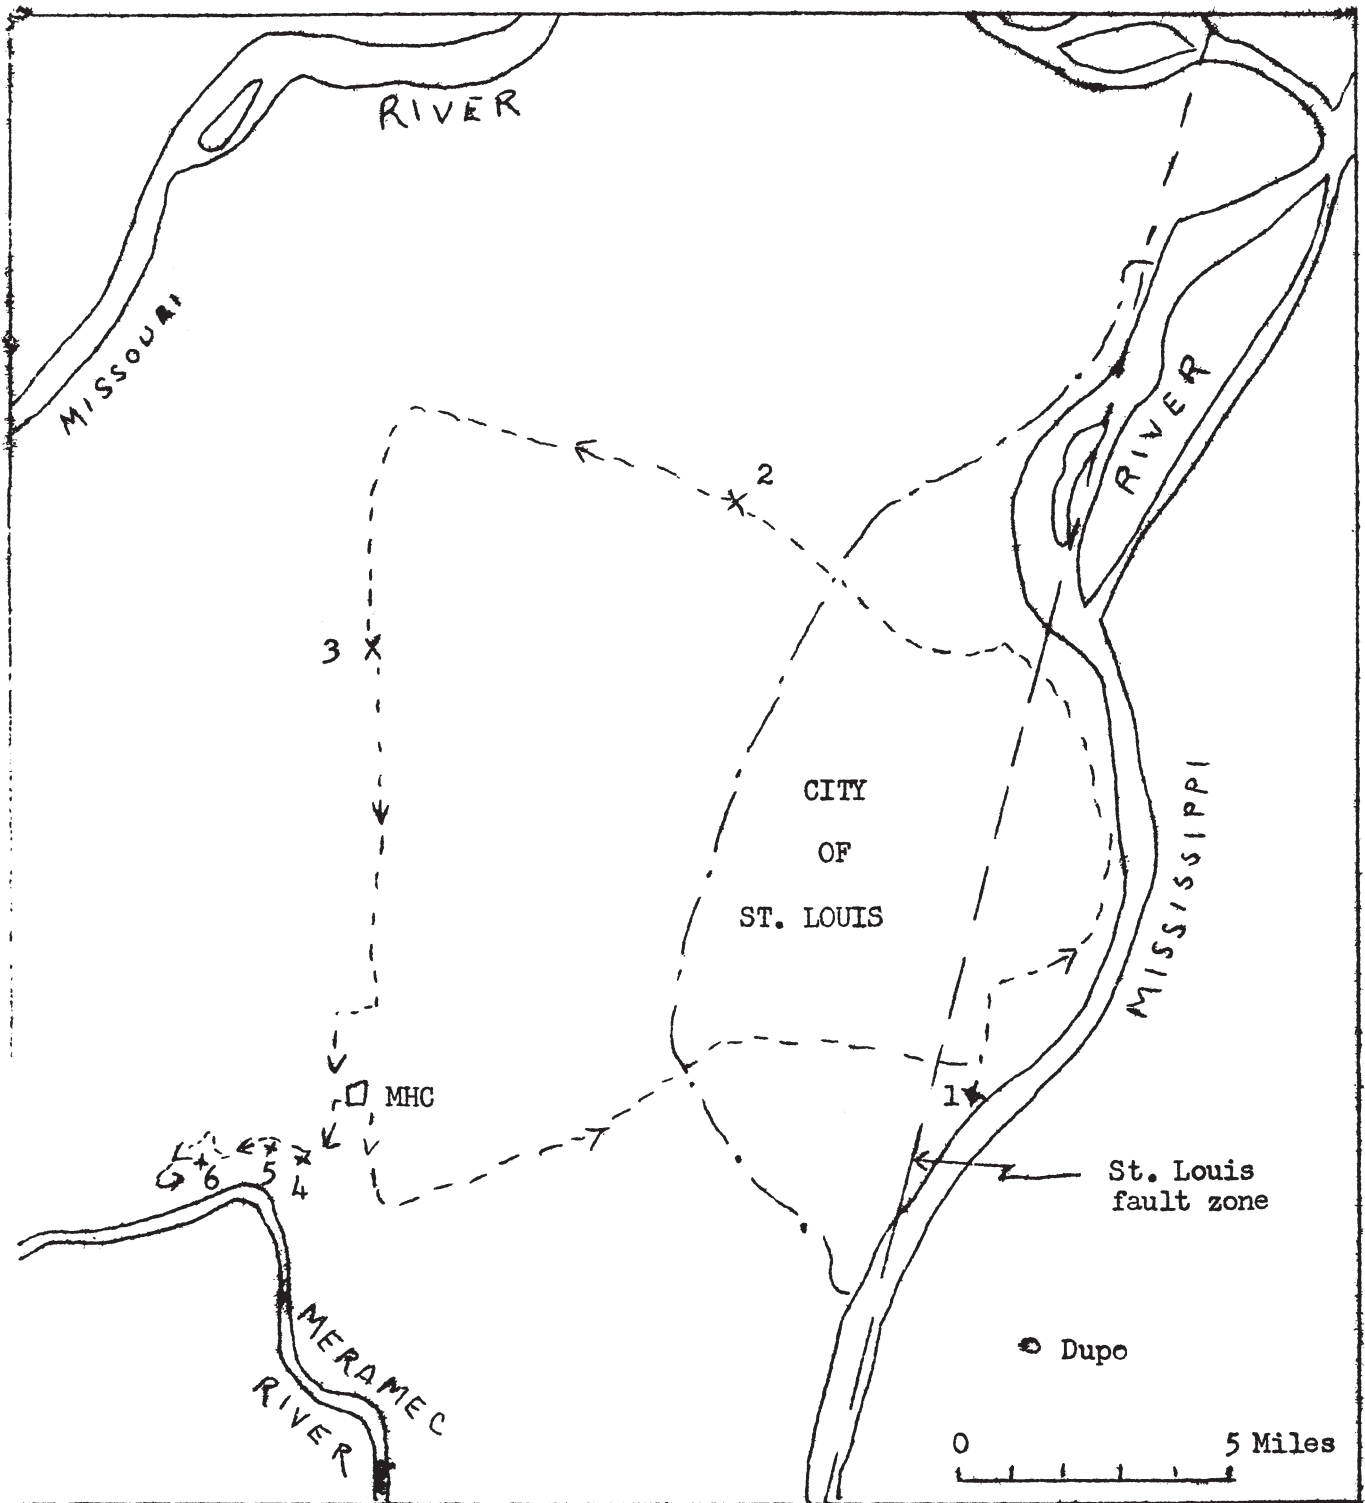 RIVER
MISSOURI
RIVER
2
3
CITY
OF
ST. LOUIS
MISSISSIPPI
MHC
1
5
6
4
St. Louis
fault zone
MERAMEC
RIVER
Dupo
0 5 Miles